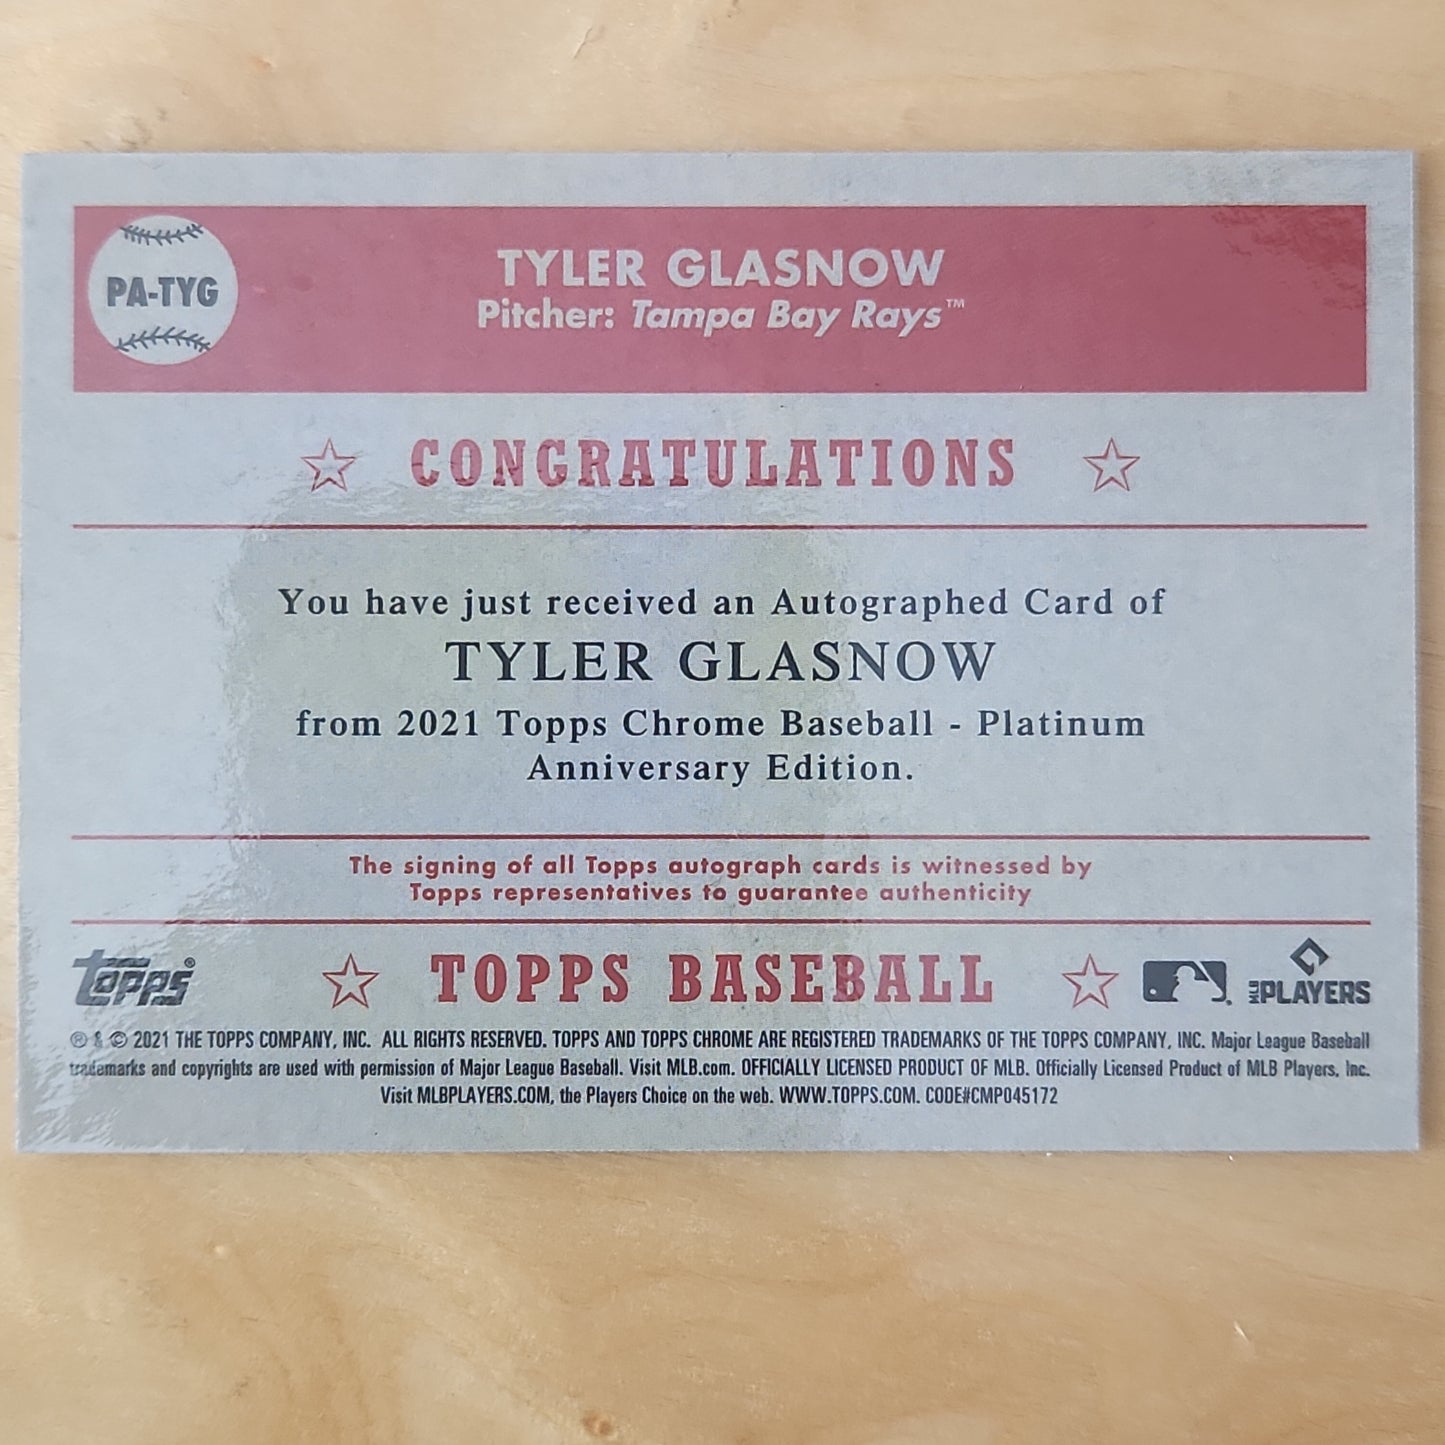 PA-TYG
TYLER GLASNOW
Pitcher: Tampa Bay Rays™
CONGRATULATIONS
You have just received an Autographed Card of
TYLER GLASNOW
from 2021 Topps Chrome Baseball - Platinum
Anniversary Edition.
The signing of all Topps autograph cards is witnessed by
Topps representatives to guarantee authenticity
topps®
TOPPS BASEBALL
MLB PLAYERS
® & © 2021 THE TOPPS COMPANY, INC. ALL RIGHTS RESERVED. TOPPS AND TOPPS CHROME ARE REGISTERED TRADEMARKS OF THE TOPPS COMPANY, INC. Major League Baseball
trademarks and copyrights are used with permission of Major League Baseball. Visit MLB.com. OFFICIALLY LICENSED PRODUCT OF MLB. Officially Licensed Product of MLB Players, Inc.
Visit MLBPLAYERS.COM, the Players Choice on the web. WWW.TOPPS.COM. CODE#CMP045172